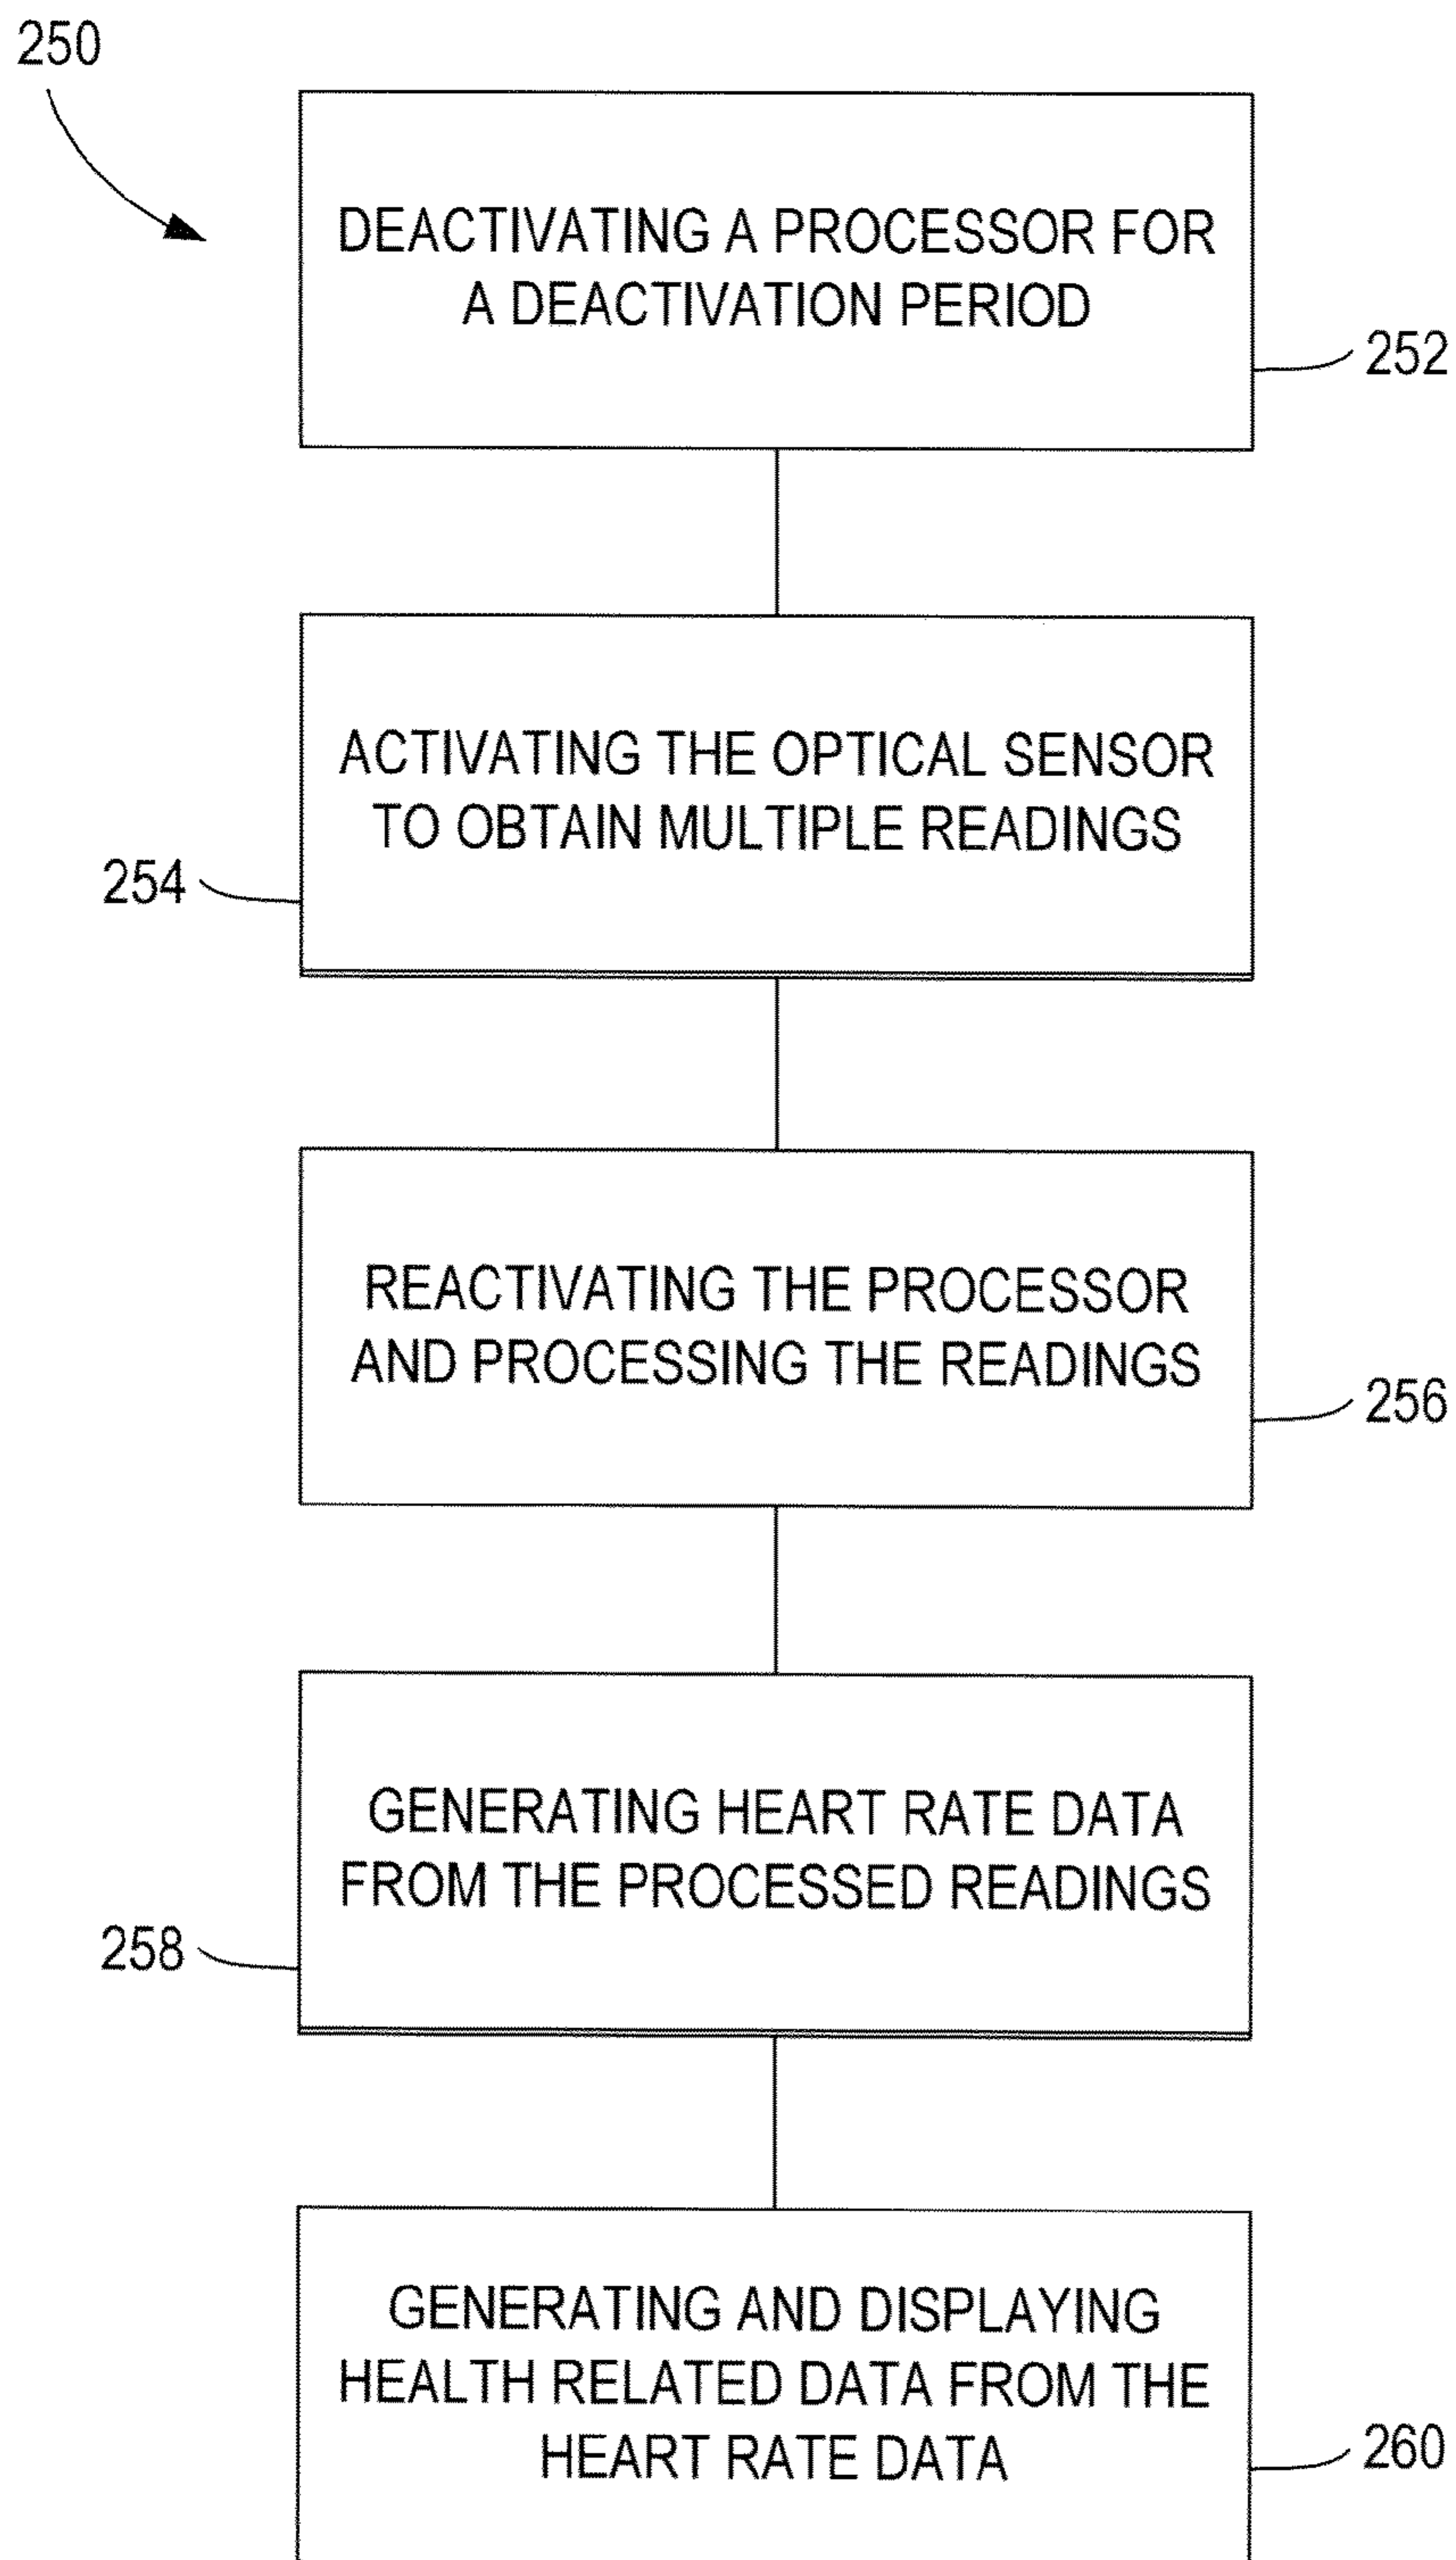 250
DEACTIVATING A PROCESSOR FOR
A DEACTIVATION PERIOD
252
ACTIVATING THE OPTICAL SENSOR
TO OBTAIN MULTIPLE READINGS
254
REACTIVATING THE PROCESSOR
AND PROCESSING THE READINGS
256
GENERATING HEART RATE DATA
FROM THE PROCESSED READINGS
258
GENERATING AND DISPLAYING
HEALTH RELATED DATA FROM THE
HEART RATE DATA
260